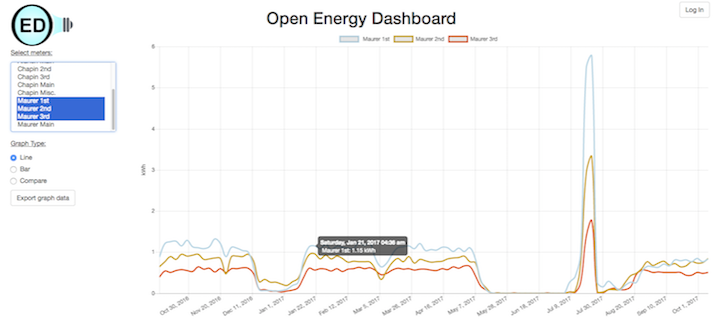 Open Energy Dashboard
Log In
ED
Select meters:
Chapin 2nd
Chapin 3rd
Chapin Main
Chapin Misc.
Maurer 1st
Maurer 2nd
Maurer 3rd
Maurer Main
Graph Type:
Line
Bar
Compare
Export graph data
Maurer 1st Maurer 2nd Maurer 3rd
kWh
6
5
4
3
2
1
0
Saturday, Jan 21, 2017 04:36 am
Maurer 1st: 1.15 kWh
Oct 30, 2016
Nov 20, 2016
Dec 11, 2016
Jan 1, 2017
Jan 22, 2017
Feb 12, 2017
Mar 5, 2017
Mar 26, 2017
Apr 16, 2017
May 7, 2017
May 28, 2017
Jun 18, 2017
Jul 9, 2017
Jul 30, 2017
Aug 20, 2017
Sep 10, 2017
Oct 1, 2017